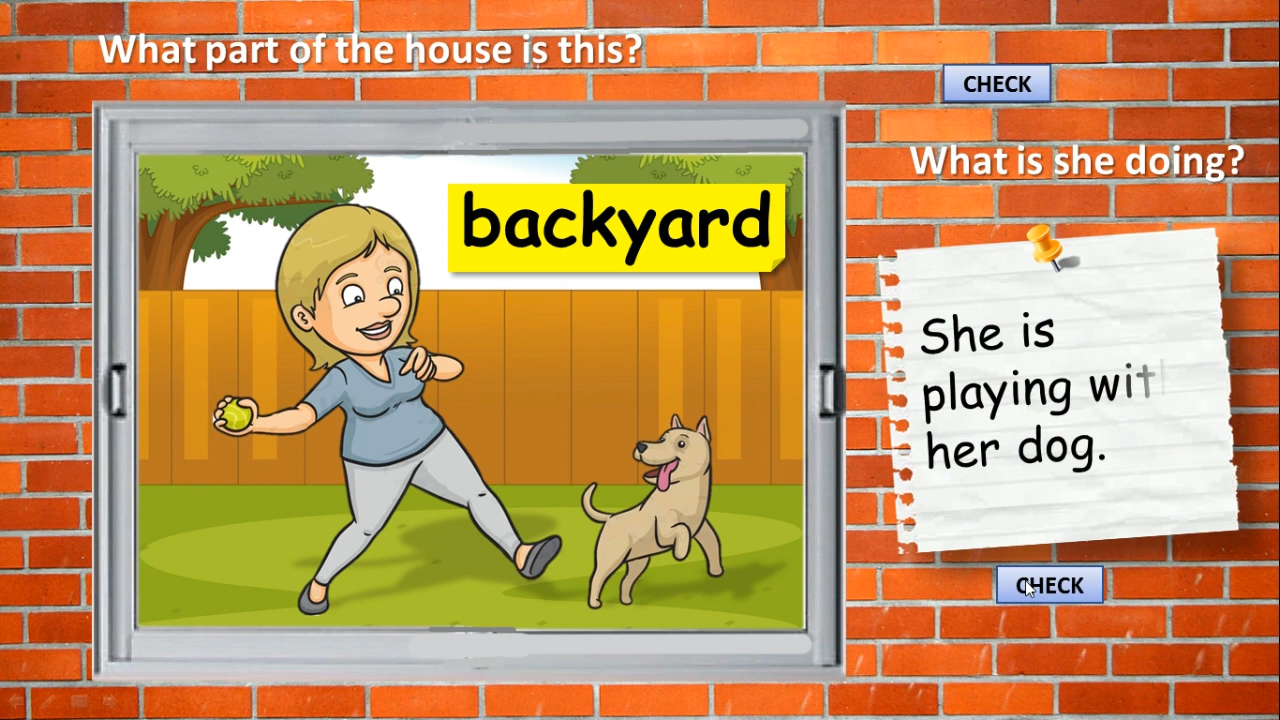 What part of the house is this?
CHECK
What is she doing?
backyard
She is
playing wit
her dog.
CHECK